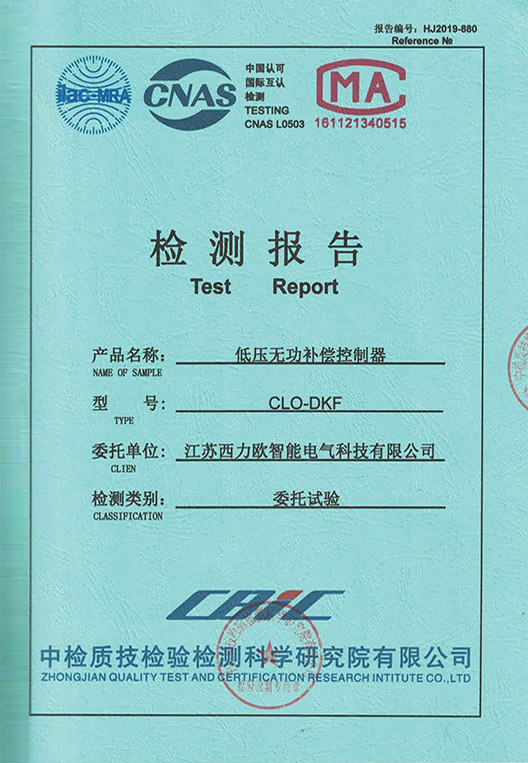 报告编号：HJ2019-880
Reference №
ilac-MRA
CNAS
中国认可
国际互认
检测
TESTING
CNAS L0503
MA
161121340515
检测报告
Test Report
产品名称：低压无功补偿控制器
NAME OF SAMPLE
型 号：CLO-DKF
TYPE
委托单位：江苏西力欧智能电气科技有限公司
CLIEN
检测类别：委托试验
CLASSIFICATION
中检质技检验检测科学研究院有限公司
ZHONGJIAN QUALITY TEST AND CERTIFICATION RESEARCH INTITUTE CO.,LTD